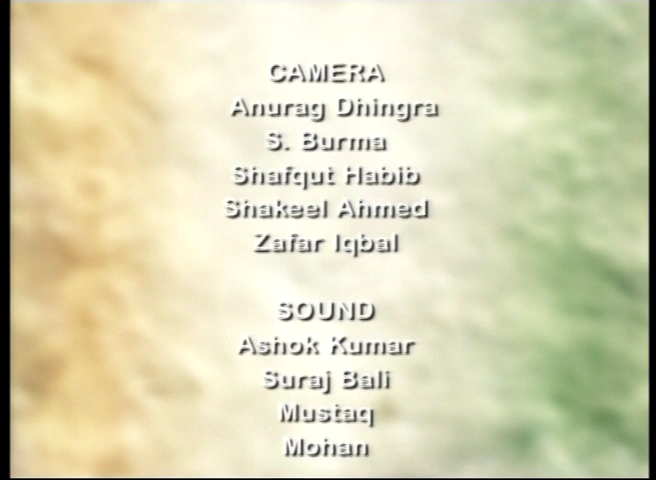 CAMERA
Anurag Dhingra
S. Burma
Shafqut Habib
Shakeel Ahmed
Zafar Iqbal
SOUND
Ashok Kumar
Suraj Bali
Mustaq
Mohan